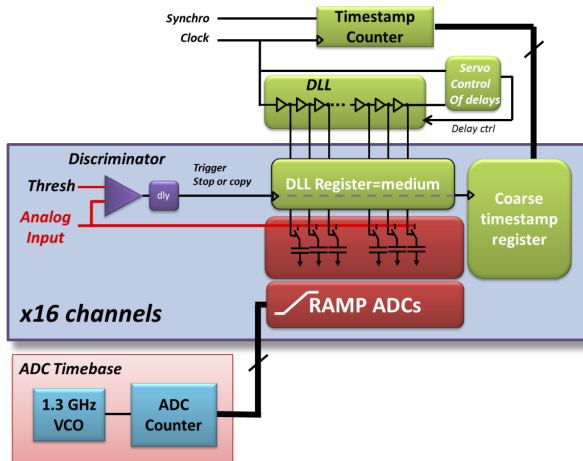 Synchro
Clock
Timestamp
Counter
DLL
Servo
Control
Of delays
Delay ctrl
Discriminator
Thresh
dly
Trigger
Stop or copy
DLL Register=medium
Coarse
timestamp
register
Analog
Input
x16 channels
RAMP ADCs
ADC Timebase
1.3 GHz
VCO
ADC
Counter